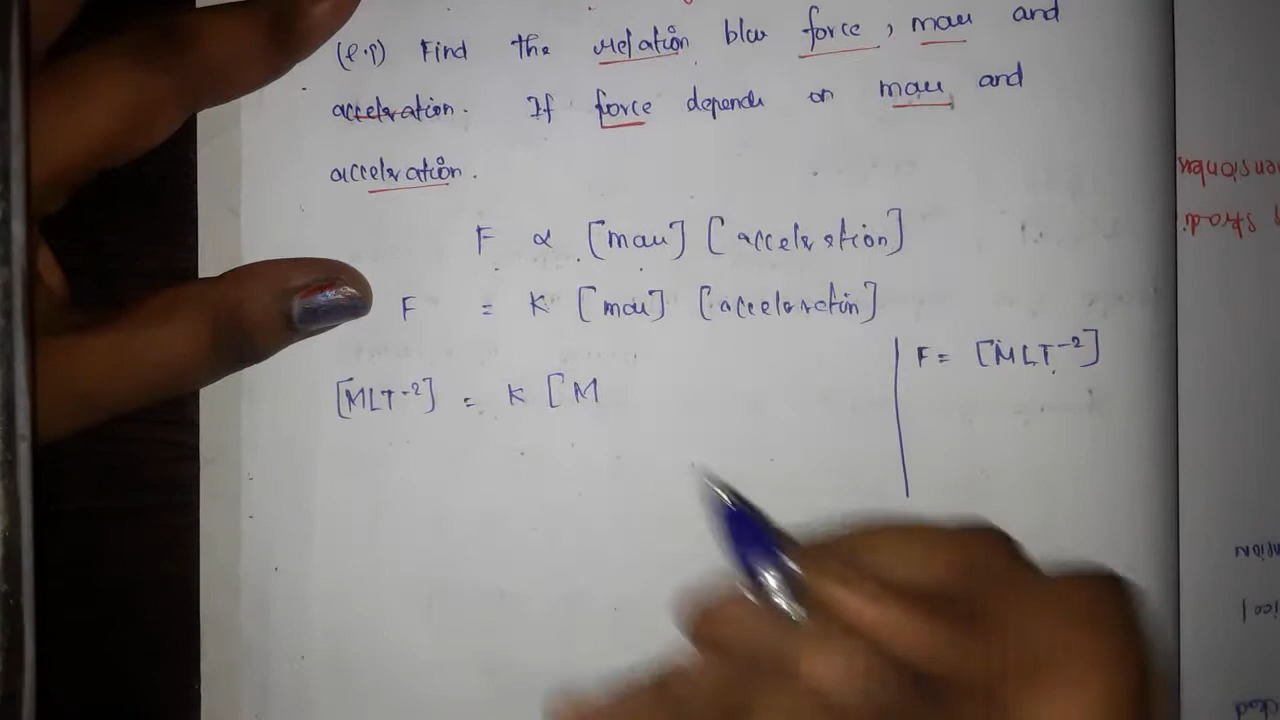 (e.g) Find the relation b/w force, mass and
acceleration. If force depends on mass and
acceleration.
F ∝ [mass] [acceleration]
F = K [mass] [acceleration]
F = [MLT⁻²]
[MLT⁻²] = K [M